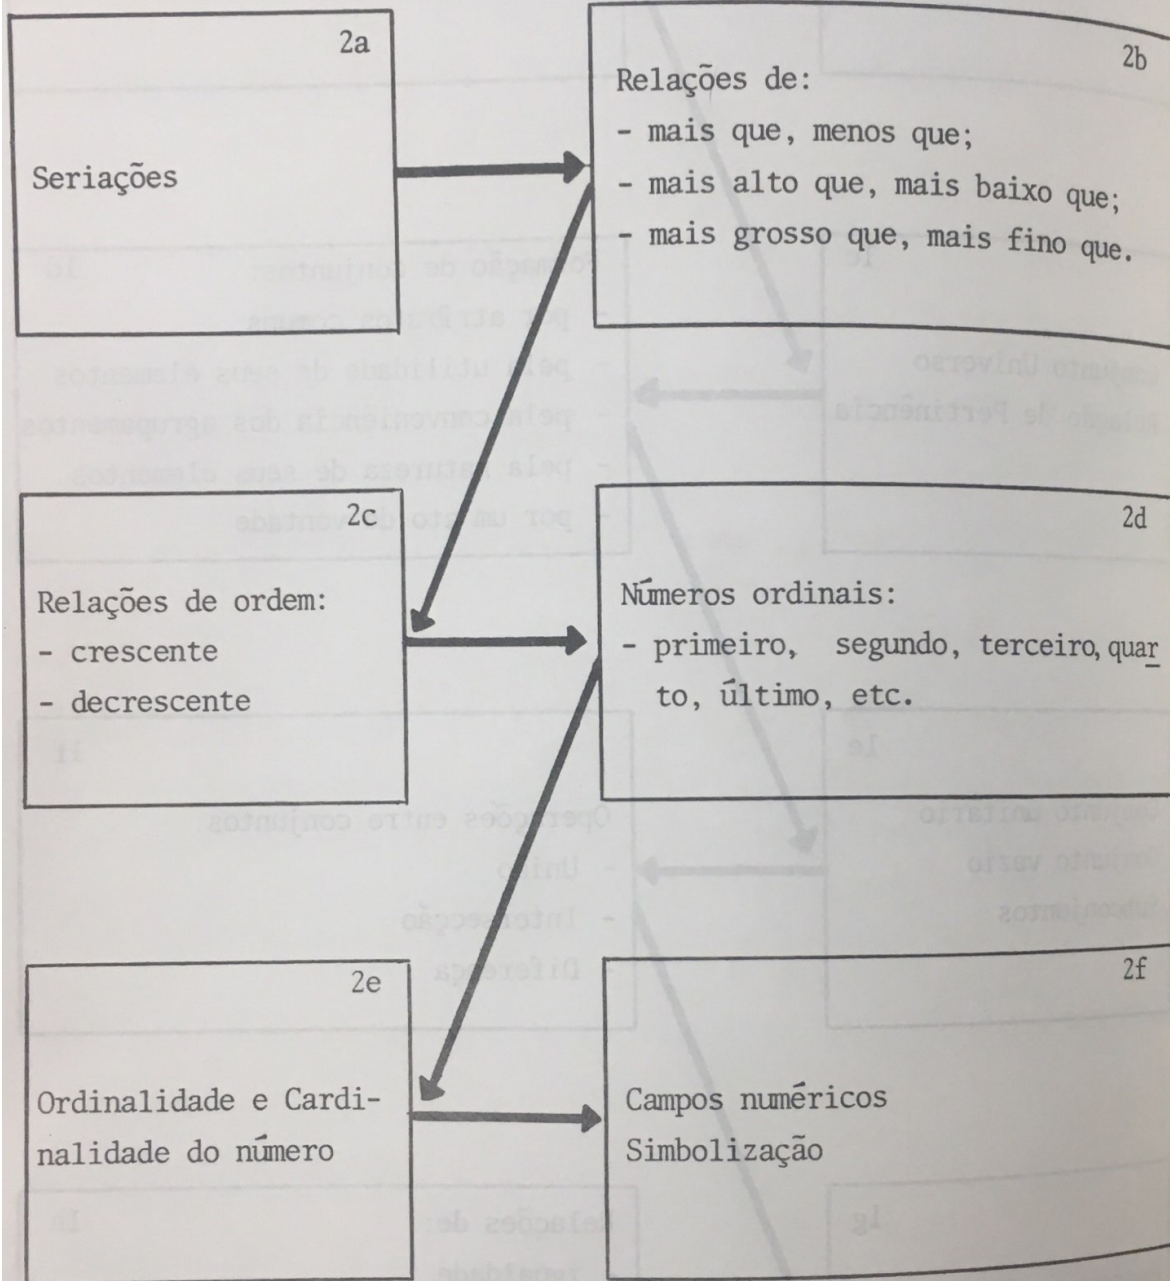 2a
Seriações
2b
Relações de:
- mais que, menos que;
- mais alto que, mais baixo que;
- mais grosso que, mais fino que.
2c
Relações de ordem:
- crescente
- decrescente
2d
Números ordinais:
- primeiro, segundo, terceiro, quar
to, último, etc.
2e
Ordinalidade e Cardi-
nalidade do número
2f
Campos numéricos
Simbolização